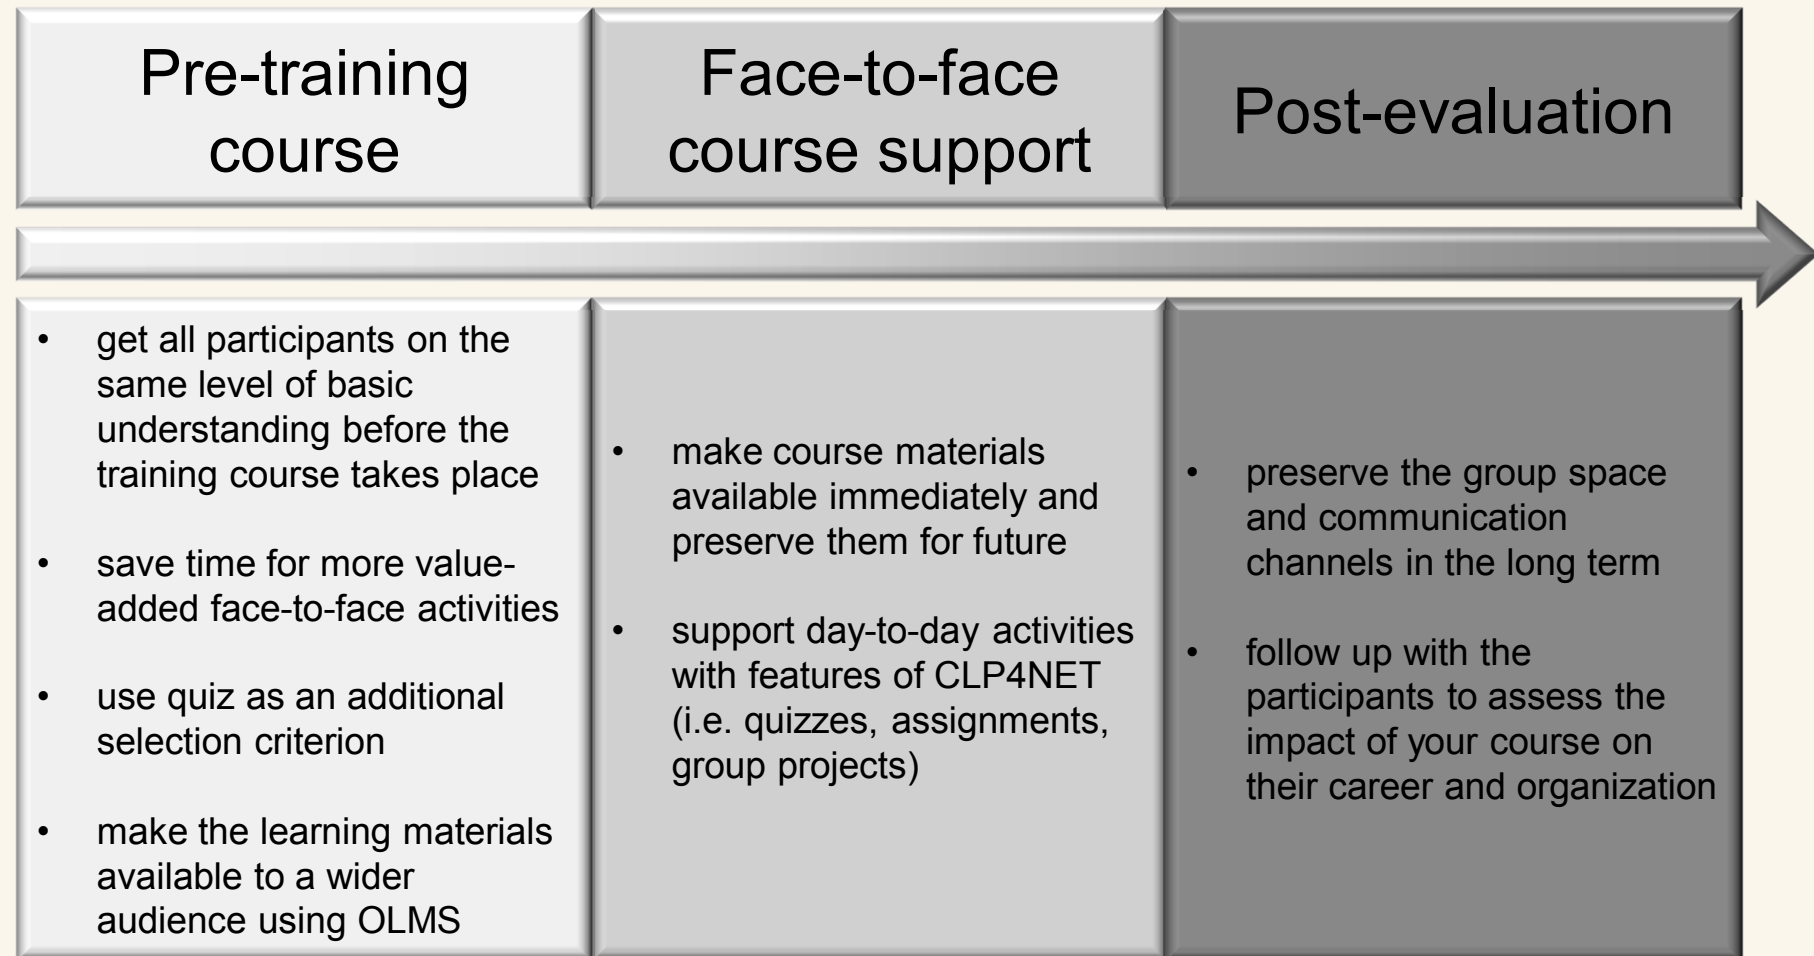 Pre-training
course
Face-to-face
course support
Post-evaluation
• get all participants on the
same level of basic
understanding before the
training course takes place
• save time for more value-
added face-to-face activities
• use quiz as an additional
selection criterion
• make the learning materials
available to a wider
audience using OLMS
• make course materials
available immediately and
preserve them for future
• support day-to-day activities
with features of CLP4NET
(i.e. quizzes, assignments,
group projects)
• preserve the group space
and communication
channels in the long term
• follow up with the
participants to assess the
impact of your course on
their career and organization